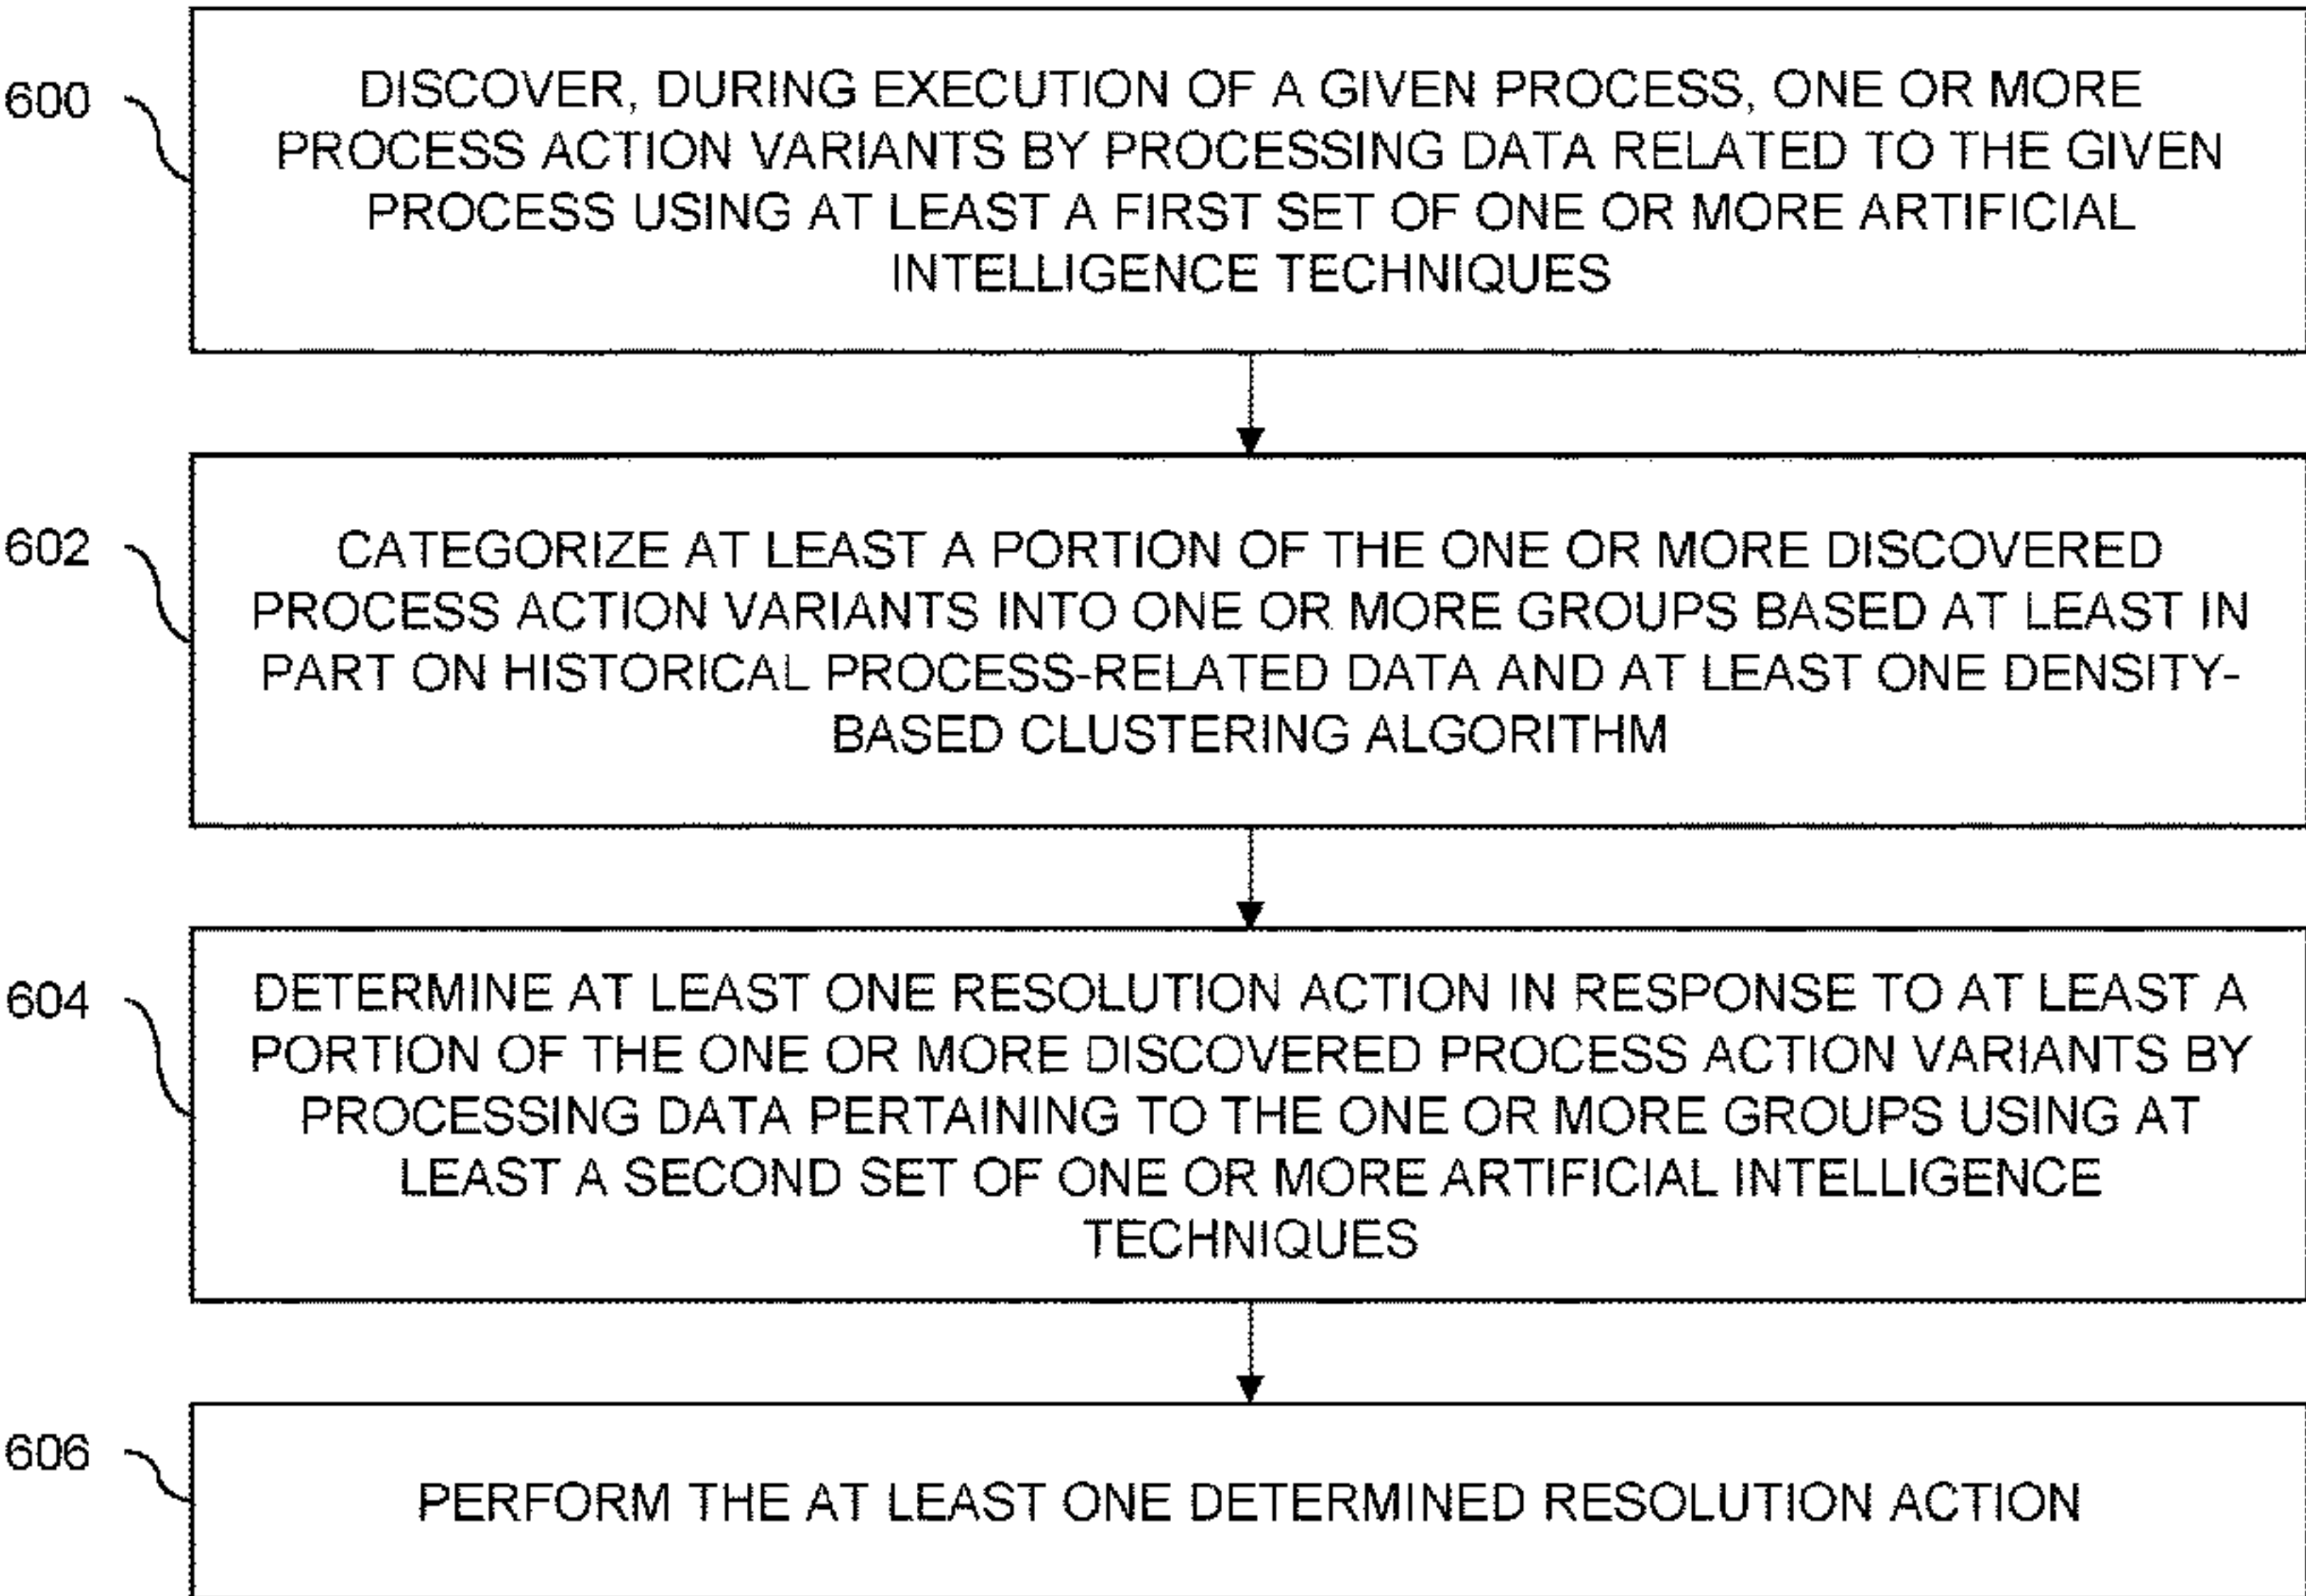 600
DISCOVER, DURING EXECUTION OF A GIVEN PROCESS, ONE OR MORE
PROCESS ACTION VARIANTS BY PROCESSING DATA RELATED TO THE GIVEN
PROCESS USING AT LEAST A FIRST SET OF ONE OR MORE ARTIFICIAL
INTELLIGENCE TECHNIQUES
602
CATEGORIZE AT LEAST A PORTION OF THE ONE OR MORE DISCOVERED
PROCESS ACTION VARIANTS INTO ONE OR MORE GROUPS BASED AT LEAST IN
PART ON HISTORICAL PROCESS-RELATED DATA AND AT LEAST ONE DENSITY-
BASED CLUSTERING ALGORITHM
604
DETERMINE AT LEAST ONE RESOLUTION ACTION IN RESPONSE TO AT LEAST A
PORTION OF THE ONE OR MORE DISCOVERED PROCESS ACTION VARIANTS BY
PROCESSING DATA PERTAINING TO THE ONE OR MORE GROUPS USING AT
LEAST A SECOND SET OF ONE OR MORE ARTIFICIAL INTELLIGENCE
TECHNIQUES
606
PERFORM THE AT LEAST ONE DETERMINED RESOLUTION ACTION